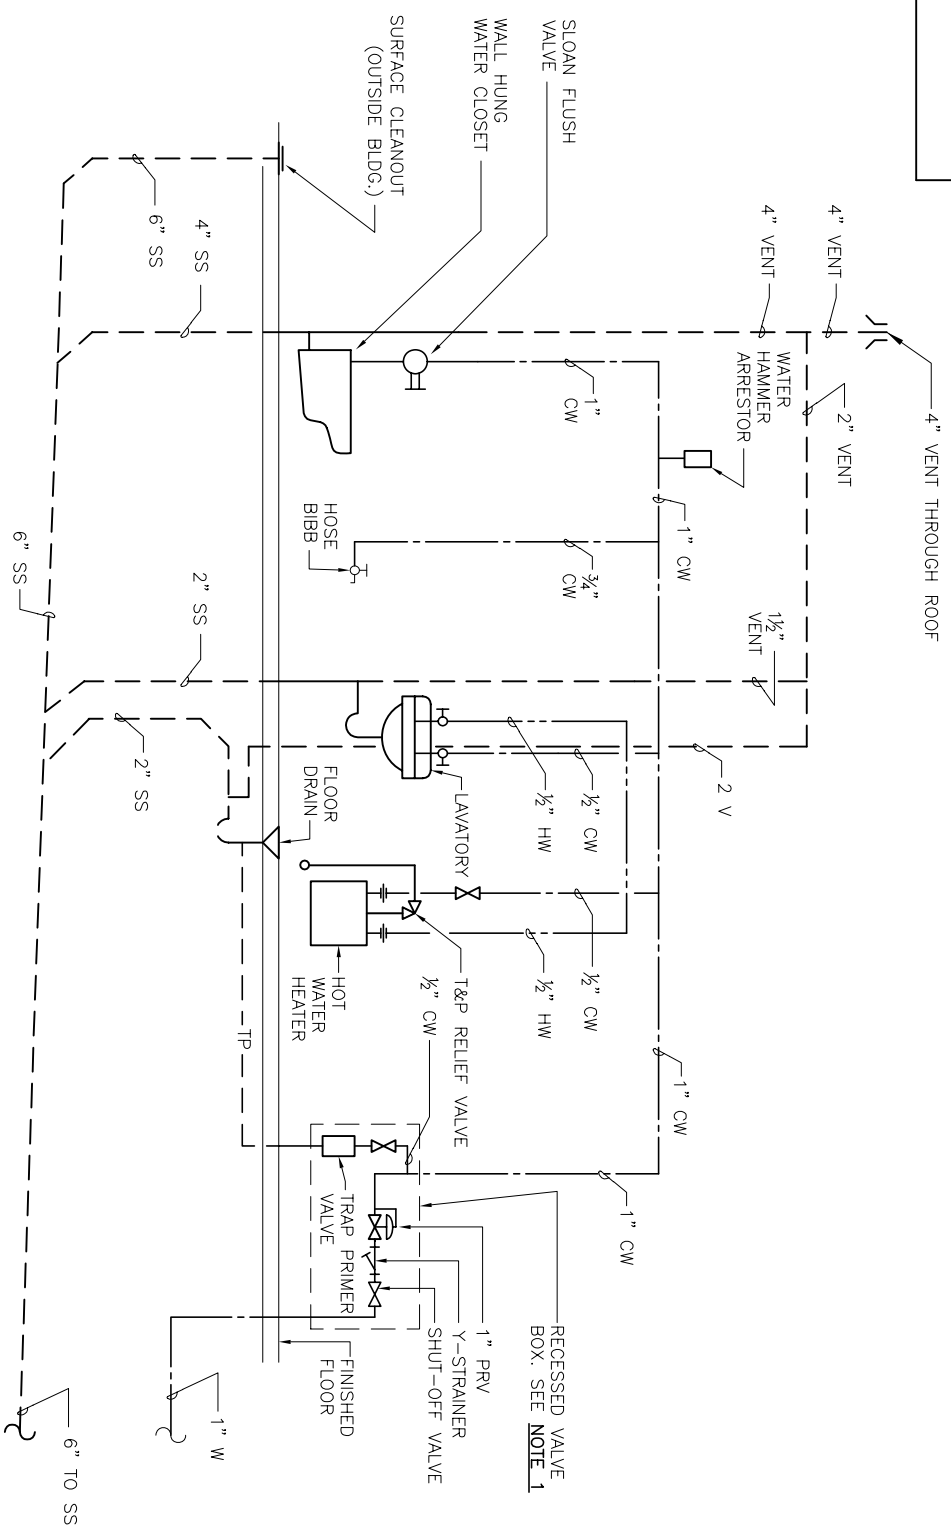 4" VENT THROUGH ROOF
4" VENT
2" VENT
4" VENT
WATER
HAMMER
ARRESTOR
1½"
VENT
2 V
SLOAN FLUSH
VALVE
1"
CW
1" CW
¾"
CW
½" CW
½" HW
½" CW
½" HW
1" CW
1" CW
WALL HUNG
WATER CLOSET
HOSE
BIBB
LAVATORY
T&P RELIEF VALVE
½" CW
RECESSED VALVE
BOX. SEE NOTE 1
1" PRV
Y-STRAINER
SHUT-OFF VALVE
SURFACE CLEANOUT
(OUTSIDE BLDG.)
FLOOR
DRAIN
HOT
WATER
HEATER
TRAP PRIMER
VALVE
FINISHED
FLOOR
6" SS
4" SS
2" SS
2" SS
TP
1" W
6" SS
6" TO SS